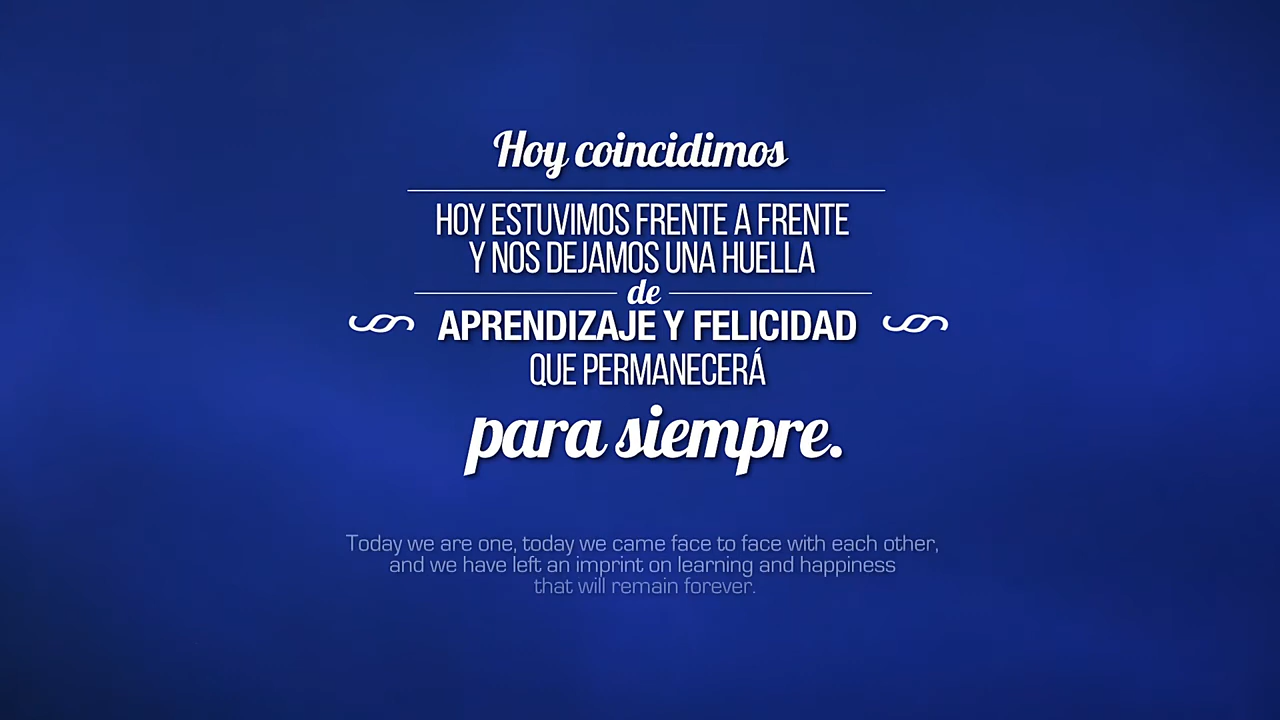 Hoy coincidimos
HOY ESTUVIMOS FRENTE A FRENTE
Y NOS DEJAMOS UNA HUELLA
de
APRENDIZAJE Y FELICIDAD
QUE PERMANECERÁ
para siempre.
Today we are one, today we came face to face with each other,
and we have left an imprint on learning and happiness
that will remain forever.